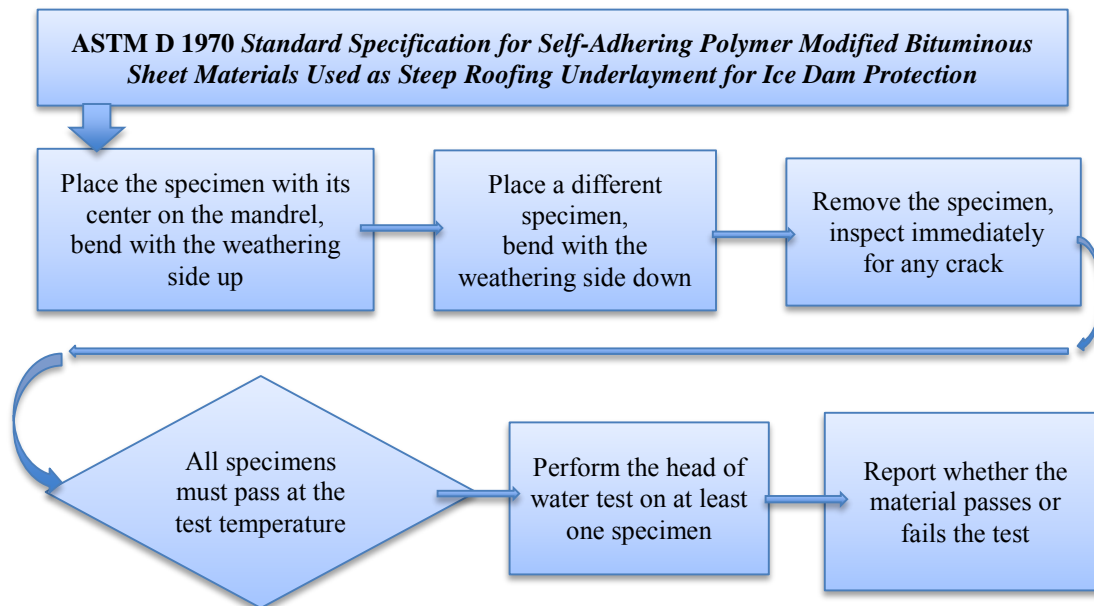 ASTM D 1970 Standard Specification for Self-Adhering Polymer Modified Bituminous
Sheet Materials Used as Steep Roofing Underlayment for Ice Dam Protection
Place the specimen with its
center on the mandrel,
bend with the weathering
side up
Place a different
specimen,
bend with the
weathering side down
Remove the specimen,
inspect immediately
for any crack
All specimens
must pass at the
test temperature
Perform the head of
water test on at least
one specimen
Report whether the
material passes or
fails the test